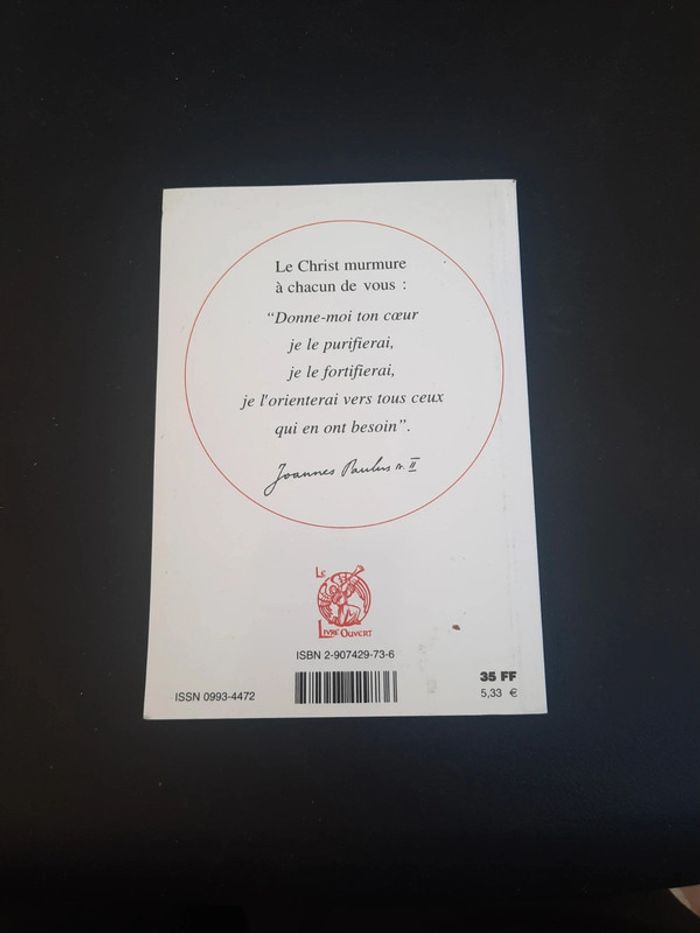 Le Christ murmure
à chacun de vous :
“Donne-moi ton cœur
je le purifierai,
je le fortifierai,
je l'orienterai vers tous ceux
qui en ont besoin”.
Joannes Paulus II
LE
LIVRE OUVERT
ISBN 2-907429-73-6
ISSN 0993-4472
35 FF
5,33 €